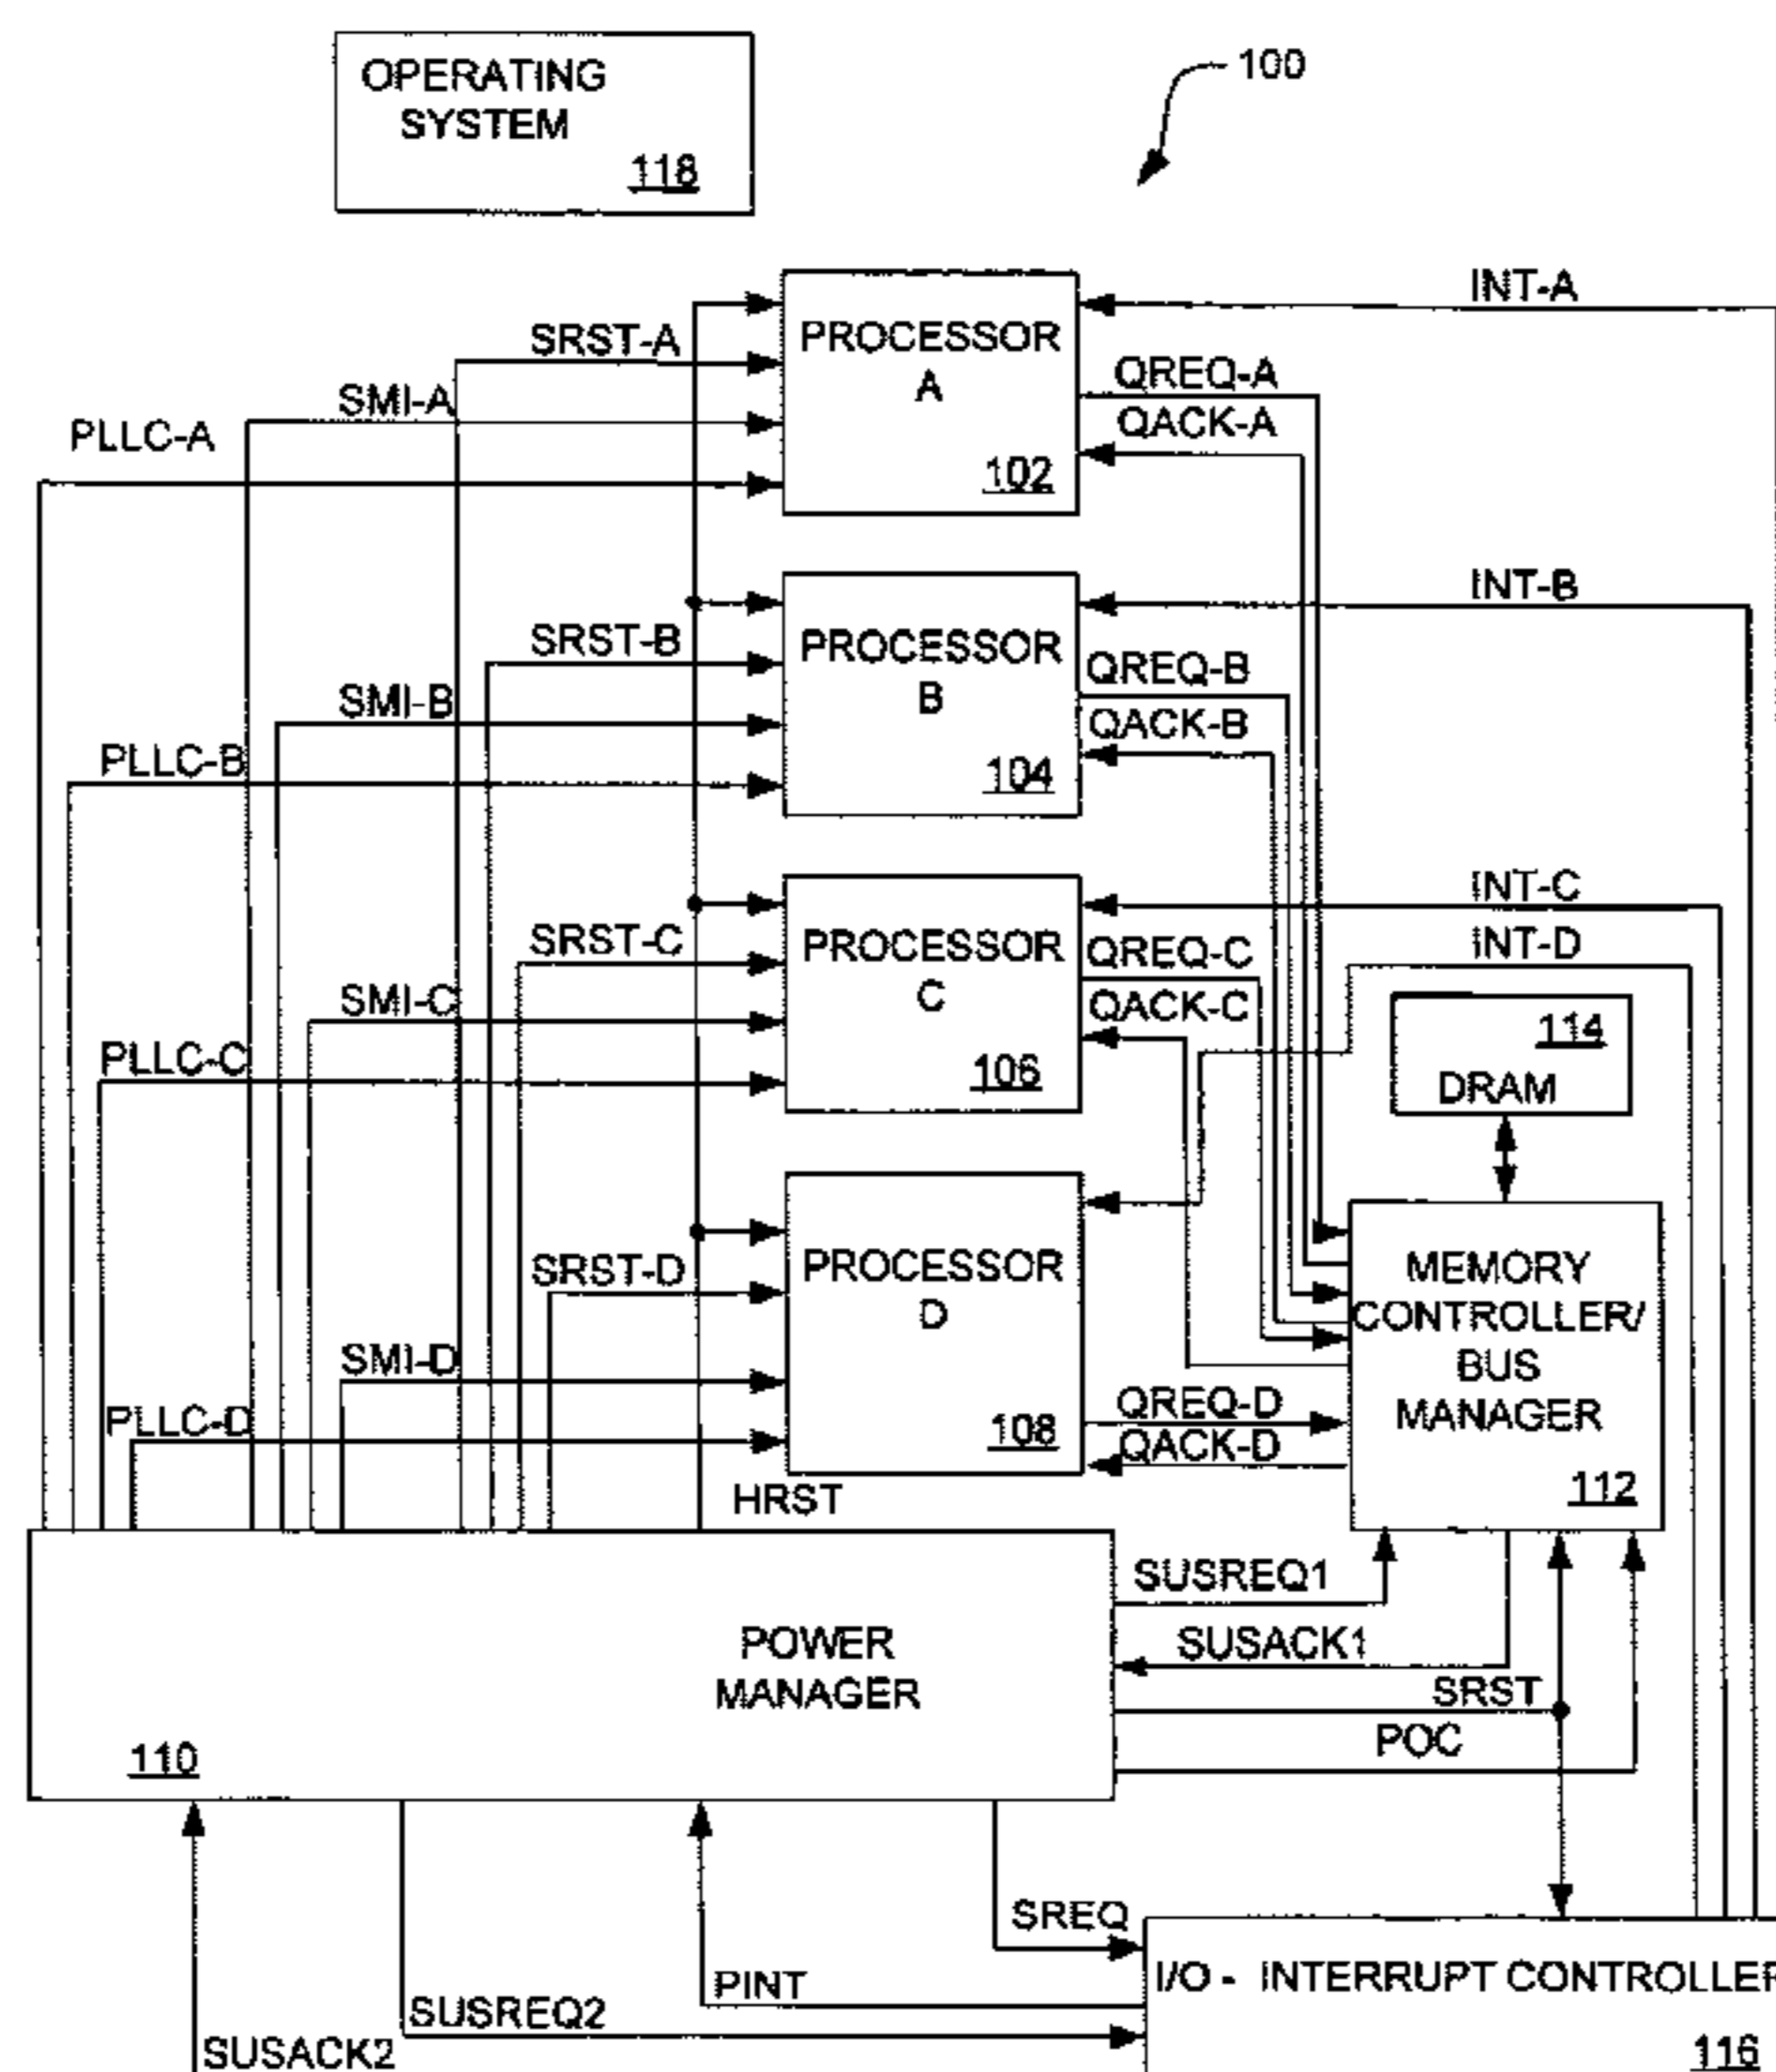 OPERATING
SYSTEM
118
100
PROCESSOR
A
102
SRST-A
SMI-A
PLLC-A
INT-A
QREQ-A
QACK-A
PROCESSOR
B
104
SRST-B
SMI-B
PLLC-B
INT-B
QREQ-B
QACK-B
PROCESSOR
C
106
SRST-C
SMI-C
PLLC-C
INT-C
INT-D
QREQ-C
QACK-C
114
DRAM
PROCESSOR
D
108
SRST-D
SMI-D
PLLC-D
QREQ-D
QACK-D
HRST
MEMORY
CONTROLLER/
BUS
MANAGER
112
SUSREQ1
SUSACK1
SRST
POC
POWER
MANAGER
110
SREQ
PINT
SUSREQ2
SUSACK2
I/O - INTERRUPT CONTROLLER
116